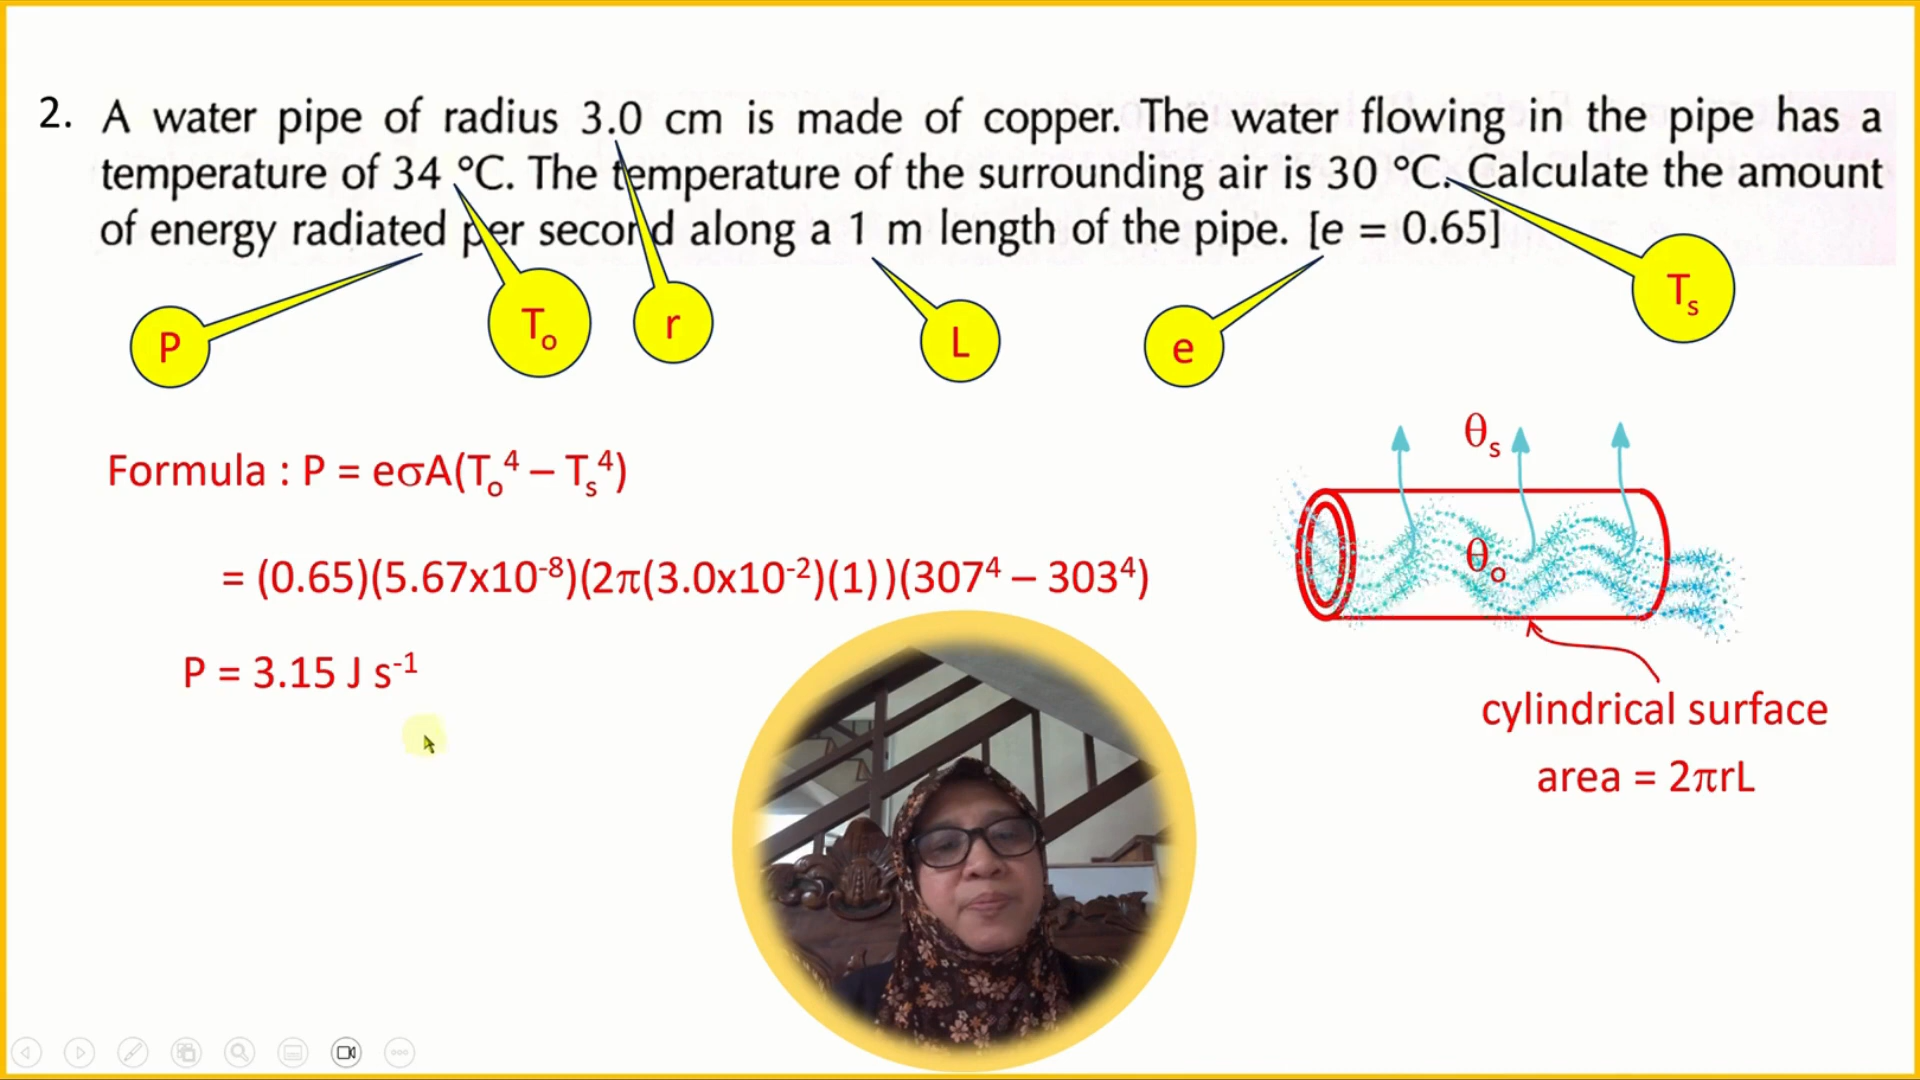 2. A water pipe of radius 3.0 cm is made of copper. The water flowing in the pipe has a
temperature of 34 °C. The temperature of the surrounding air is 30 °C. Calculate the amount
of energy radiated per second along a 1 m length of the pipe. [e = 0.65]
P
Tₒ
r
L
e
Tₛ
Formula : P = eσA(Tₒ⁴ – Tₛ⁴)
= (0.65)(5.67x10⁻⁸)(2π(3.0x10⁻²)(1))(307⁴ – 303⁴)
P = 3.15 J s⁻¹
θₛ
θₒ
cylindrical surface
area = 2πrL